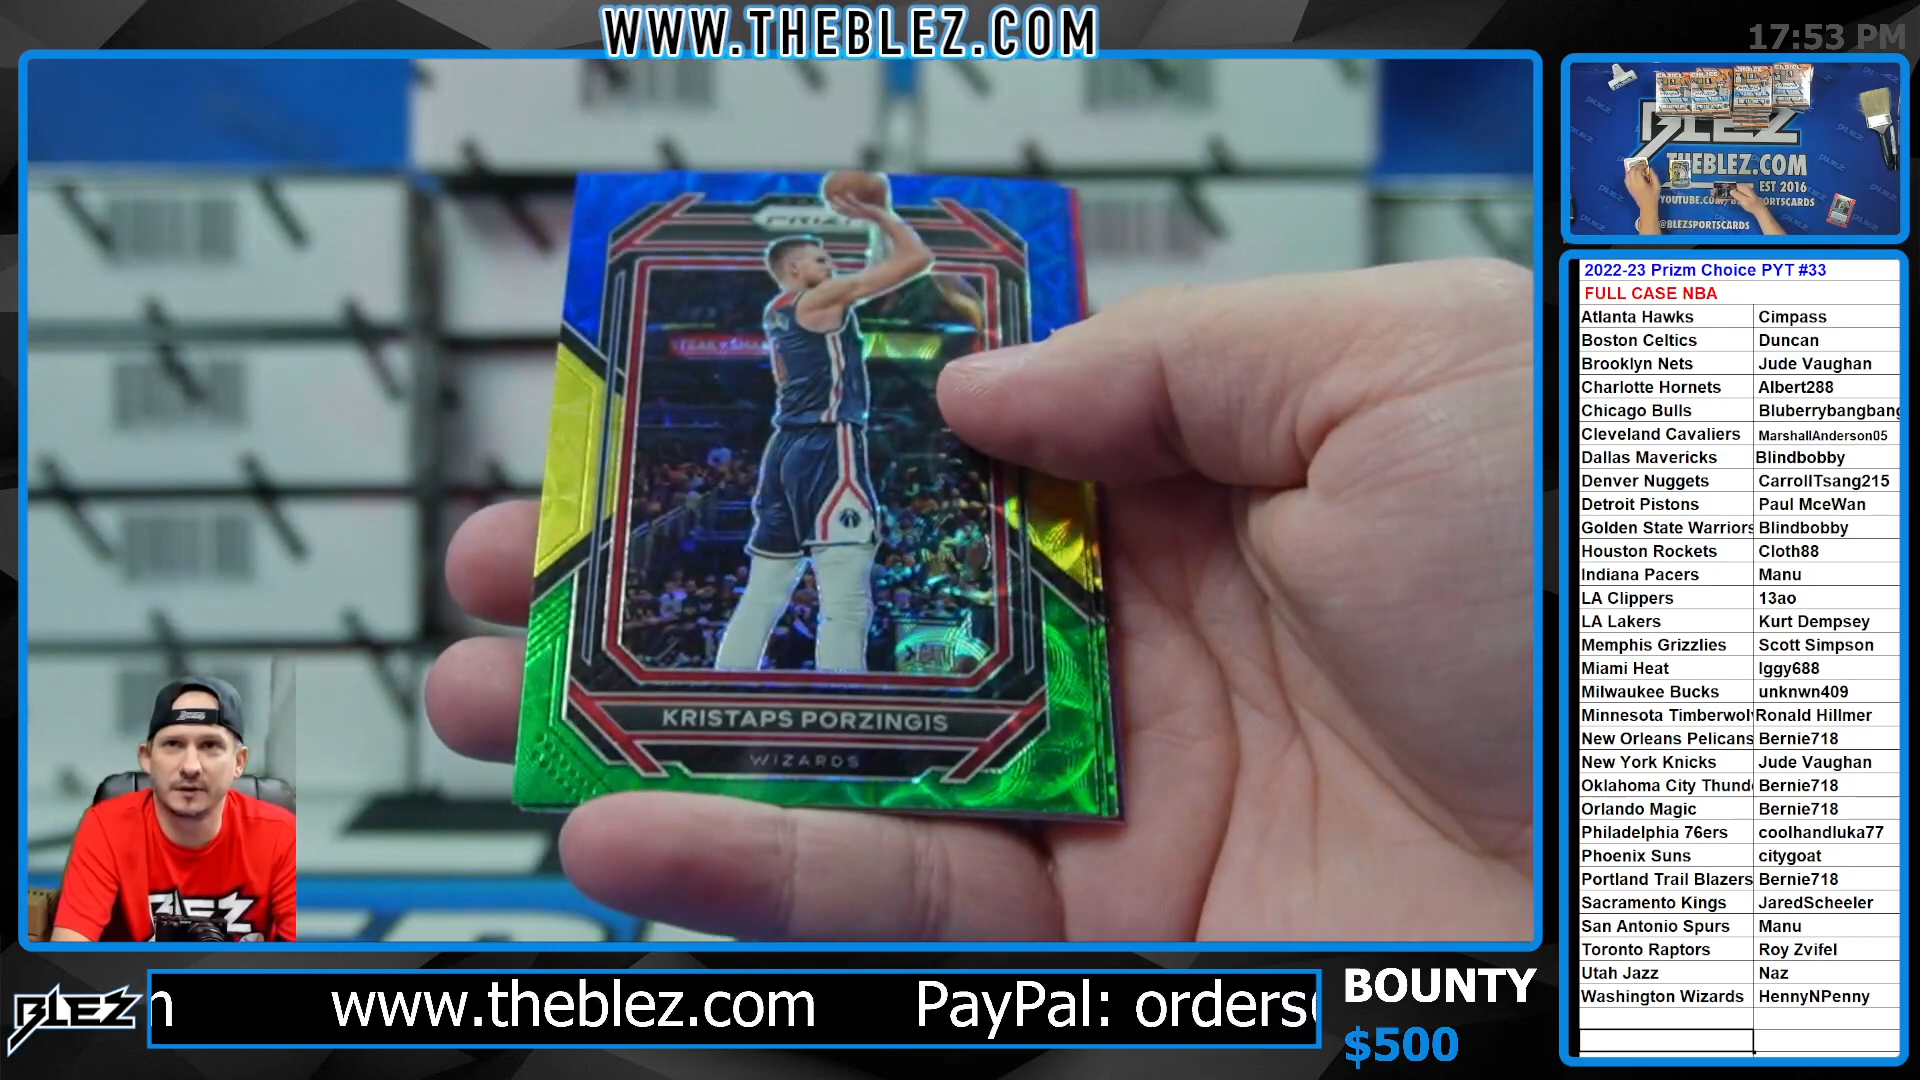 WWW.THEBLEZ.COM
17:53 PM
PRIZM
KRISTAPS PORZINGIS
WIZARDS
BLEZ
THEBLEZ.COM
EST 2016
@BLEZSPORTSCARDS
2022-23 Prizm Choice PYT #33
FULL CASE NBA
Atlanta Hawks Cimpass
Boston Celtics Duncan
Brooklyn Nets Jude Vaughan
Charlotte Hornets Albert288
Chicago Bulls Bluberrybangbang
Cleveland Cavaliers MarshallAnderson05
Dallas Mavericks Blindbobby
Denver Nuggets CarrollTsang215
Detroit Pistons Paul MceWan
Golden State Warriors Blindbobby
Houston Rockets Cloth88
Indiana Pacers Manu
LA Clippers 13ao
LA Lakers Kurt Dempsey
Memphis Grizzlies Scott Simpson
Miami Heat Iggy688
Milwaukee Bucks unknwn409
Minnesota Timberwolv Ronald Hillmer
New Orleans Pelicans Bernie718
New York Knicks Jude Vaughan
Oklahoma City Thund Bernie718
Orlando Magic Bernie718
Philadelphia 76ers coolhandluka77
Phoenix Suns citygoat
Portland Trail Blazers Bernie718
Sacramento Kings JaredScheeler
San Antonio Spurs Manu
Toronto Raptors Roy Zvifel
Utah Jazz Naz
Washington Wizards HennyNPenny
BLEZ
BLEZ
www.theblez.com PayPal: orders
BOUNTY
$500